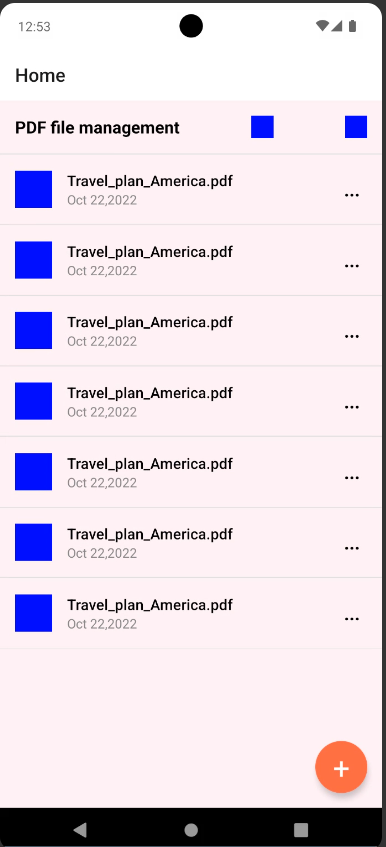 12:53
Home
PDF file management
Travel_plan_America.pdf
Oct 22,2022
...
Travel_plan_America.pdf
Oct 22,2022
...
Travel_plan_America.pdf
Oct 22,2022
...
Travel_plan_America.pdf
Oct 22,2022
...
Travel_plan_America.pdf
Oct 22,2022
...
Travel_plan_America.pdf
Oct 22,2022
...
Travel_plan_America.pdf
Oct 22,2022
...
+